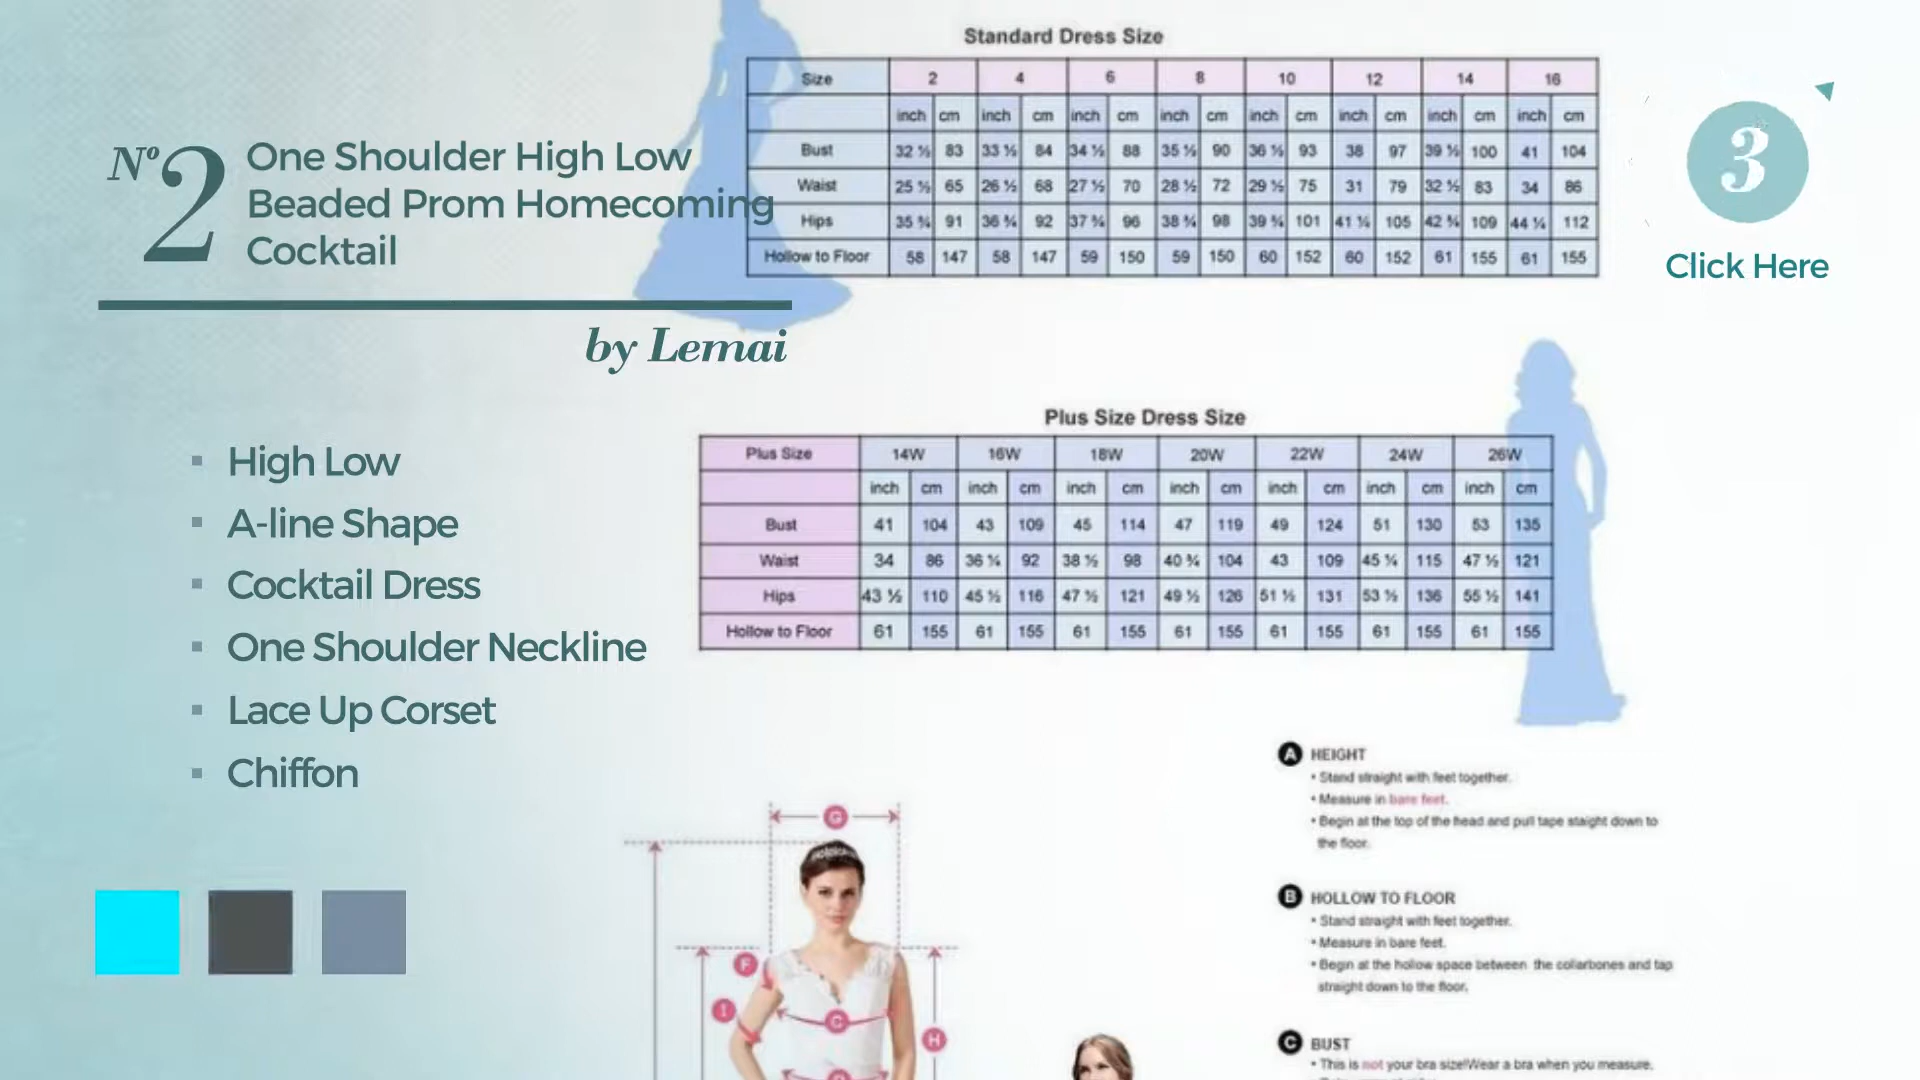 Nº2
One Shoulder High Low
Beaded Prom Homecoming
Cocktail
by Lemai
▪ High Low
▪ A-line Shape
▪ Cocktail Dress
▪ One Shoulder Neckline
▪ Lace Up Corset
▪ Chiffon
Standard Dress Size
Size 2 4 6 8 10 12 14 16
inch cm inch cm inch cm inch cm inch cm inch cm inch cm inch cm
Bust 32 ½ 83 33 ½ 84 34 ½ 88 35 ½ 90 36 ½ 93 38 97 39 ½ 100 41 104
Waist 25 ½ 65 26 ½ 68 27 ½ 70 28 ½ 72 29 ½ 75 31 79 32 ½ 83 34 86
Hips 35 ¾ 91 36 ¾ 92 37 ¾ 96 38 ¾ 98 39 ¾ 101 41 ¼ 105 42 ¾ 109 44 ¼ 112
Hollow to Floor 58 147 58 147 59 150 59 150 60 152 60 152 61 155 61 155
3
Click Here
Plus Size Dress Size
Plus Size 14W 16W 18W 20W 22W 24W 26W
inch cm inch cm inch cm inch cm inch cm inch cm inch cm
Bust 41 104 43 109 45 114 47 119 49 124 51 130 53 135
Waist 34 86 36 ¼ 92 38 ½ 98 40 ¾ 104 43 109 45 ¼ 115 47 ½ 121
Hips 43 ½ 110 45 ½ 116 47 ½ 121 49 ½ 126 51 ½ 131 53 ½ 136 55 ½ 141
Hollow to Floor 61 155 61 155 61 155 61 155 61 155 61 155 61 155
G
F
I
C
H
A HEIGHT
• Stand straight with feet together.
• Measure in bare feet.
• Begin at the top of the head and pull tape staight down to
the floor.
B HOLLOW TO FLOOR
• Stand straight with feet together.
• Measure in bare feet.
• Begin at the hollow space between the collarbones and tap
straight down to the floor.
C BUST
• This is not your bra size!Wear a bra when you measure.